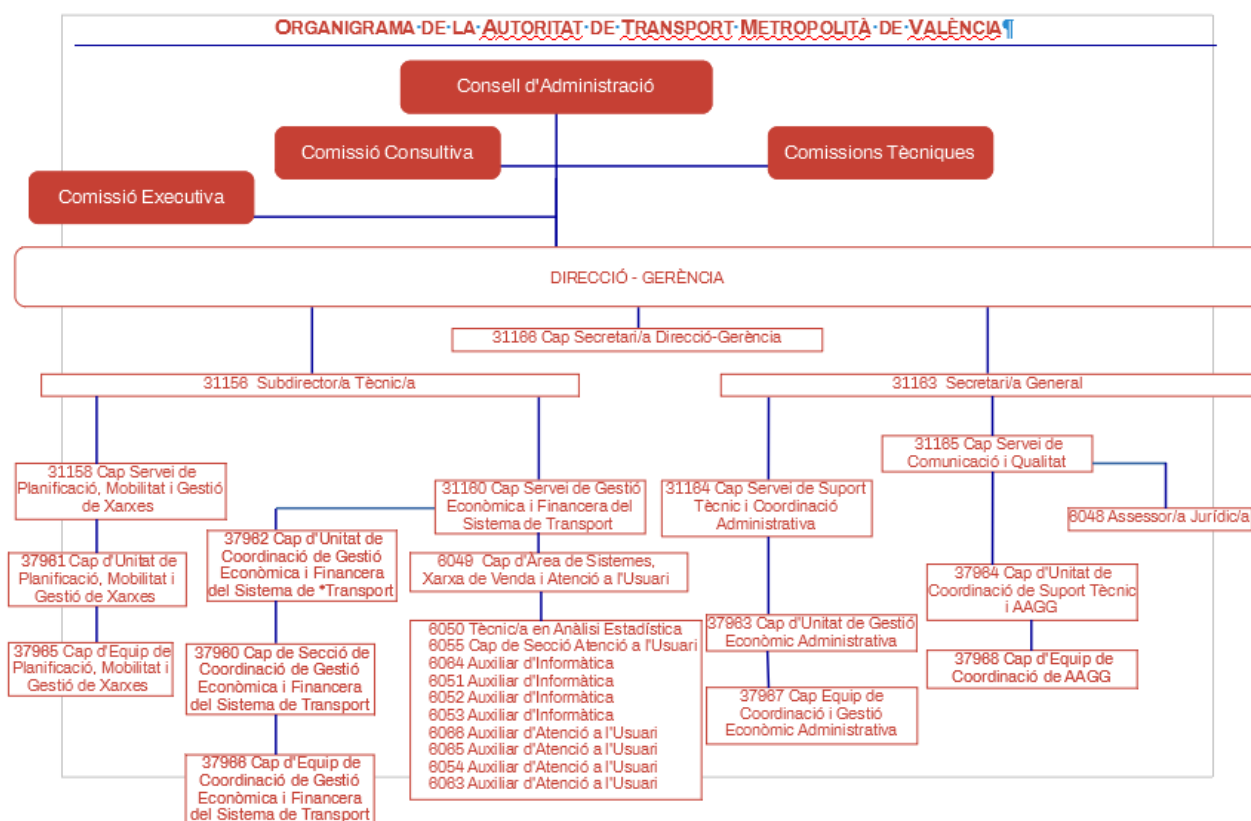 ORGANIGRAMA·DE·LA·AUTORITAT·DE·TRANSPORT·METROPOLITÀ·DE·VALÈNCIA¶
Consell d'Administració
Comissió Consultiva
Comissions Tècniques
Comissió Executiva
DIRECCIÓ - GERÈNCIA
31166 Cap Secretari/a Direcció-Gerència
31156 Subdirector/a Tècnic/a
31163 Secretari/a General
31158 Cap Servei de
Planificació, Mobilitat i Gestió
de Xarxes
37961 Cap d'Unitat de
Planificació, Mobilitat i
Gestió de Xarxes
37965 Cap d'Equip de
Planificació, Mobilitat i
Gestió de Xarxes
31160 Cap Servei de Gestió
Econòmica i Financera del
Sistema de Transport
37962 Cap d'Unitat de
Coordinació de Gestió
Econòmica i Financera
del Sistema de *Transport
37960 Cap de Secció de
Coordinació de Gestió
Econòmica i Financera
del Sistema de Transport
37966 Cap d'Equip de
Coordinació de Gestió
Econòmica i Financera
del Sistema de Transport
6049 Cap d'Àrea de Sistemes,
Xarxa de Venda i Atenció a l'Usuari
6050 Tècnic/a en Anàlisi Estadística
6055 Cap de Secció Atenció a l'Usuari
6064 Auxiliar d'Informàtica
6051 Auxiliar d'Informàtica
6052 Auxiliar d'Informàtica
6053 Auxiliar d'Informàtica
6066 Auxiliar d'Atenció a l'Usuari
6065 Auxiliar d'Atenció a l'Usuari
6054 Auxiliar d'Atenció a l'Usuari
6063 Auxiliar d'Atenció a l'Usuari
31164 Cap Servei de Suport
Tècnic i Coordinació
Administrativa
37963 Cap d'Unitat de Gestió
Econòmic Administrativa
37967 Cap Equip de
Coordinació i Gestió
Econòmic Administrativa
31165 Cap Servei de
Comunicació i Qualitat
6048 Assessor/a Jurídic/a
37964 Cap d'Unitat de
Coordinació de Suport Tècnic
i AAGG
37968 Cap d'Equip de
Coordinació de AAGG